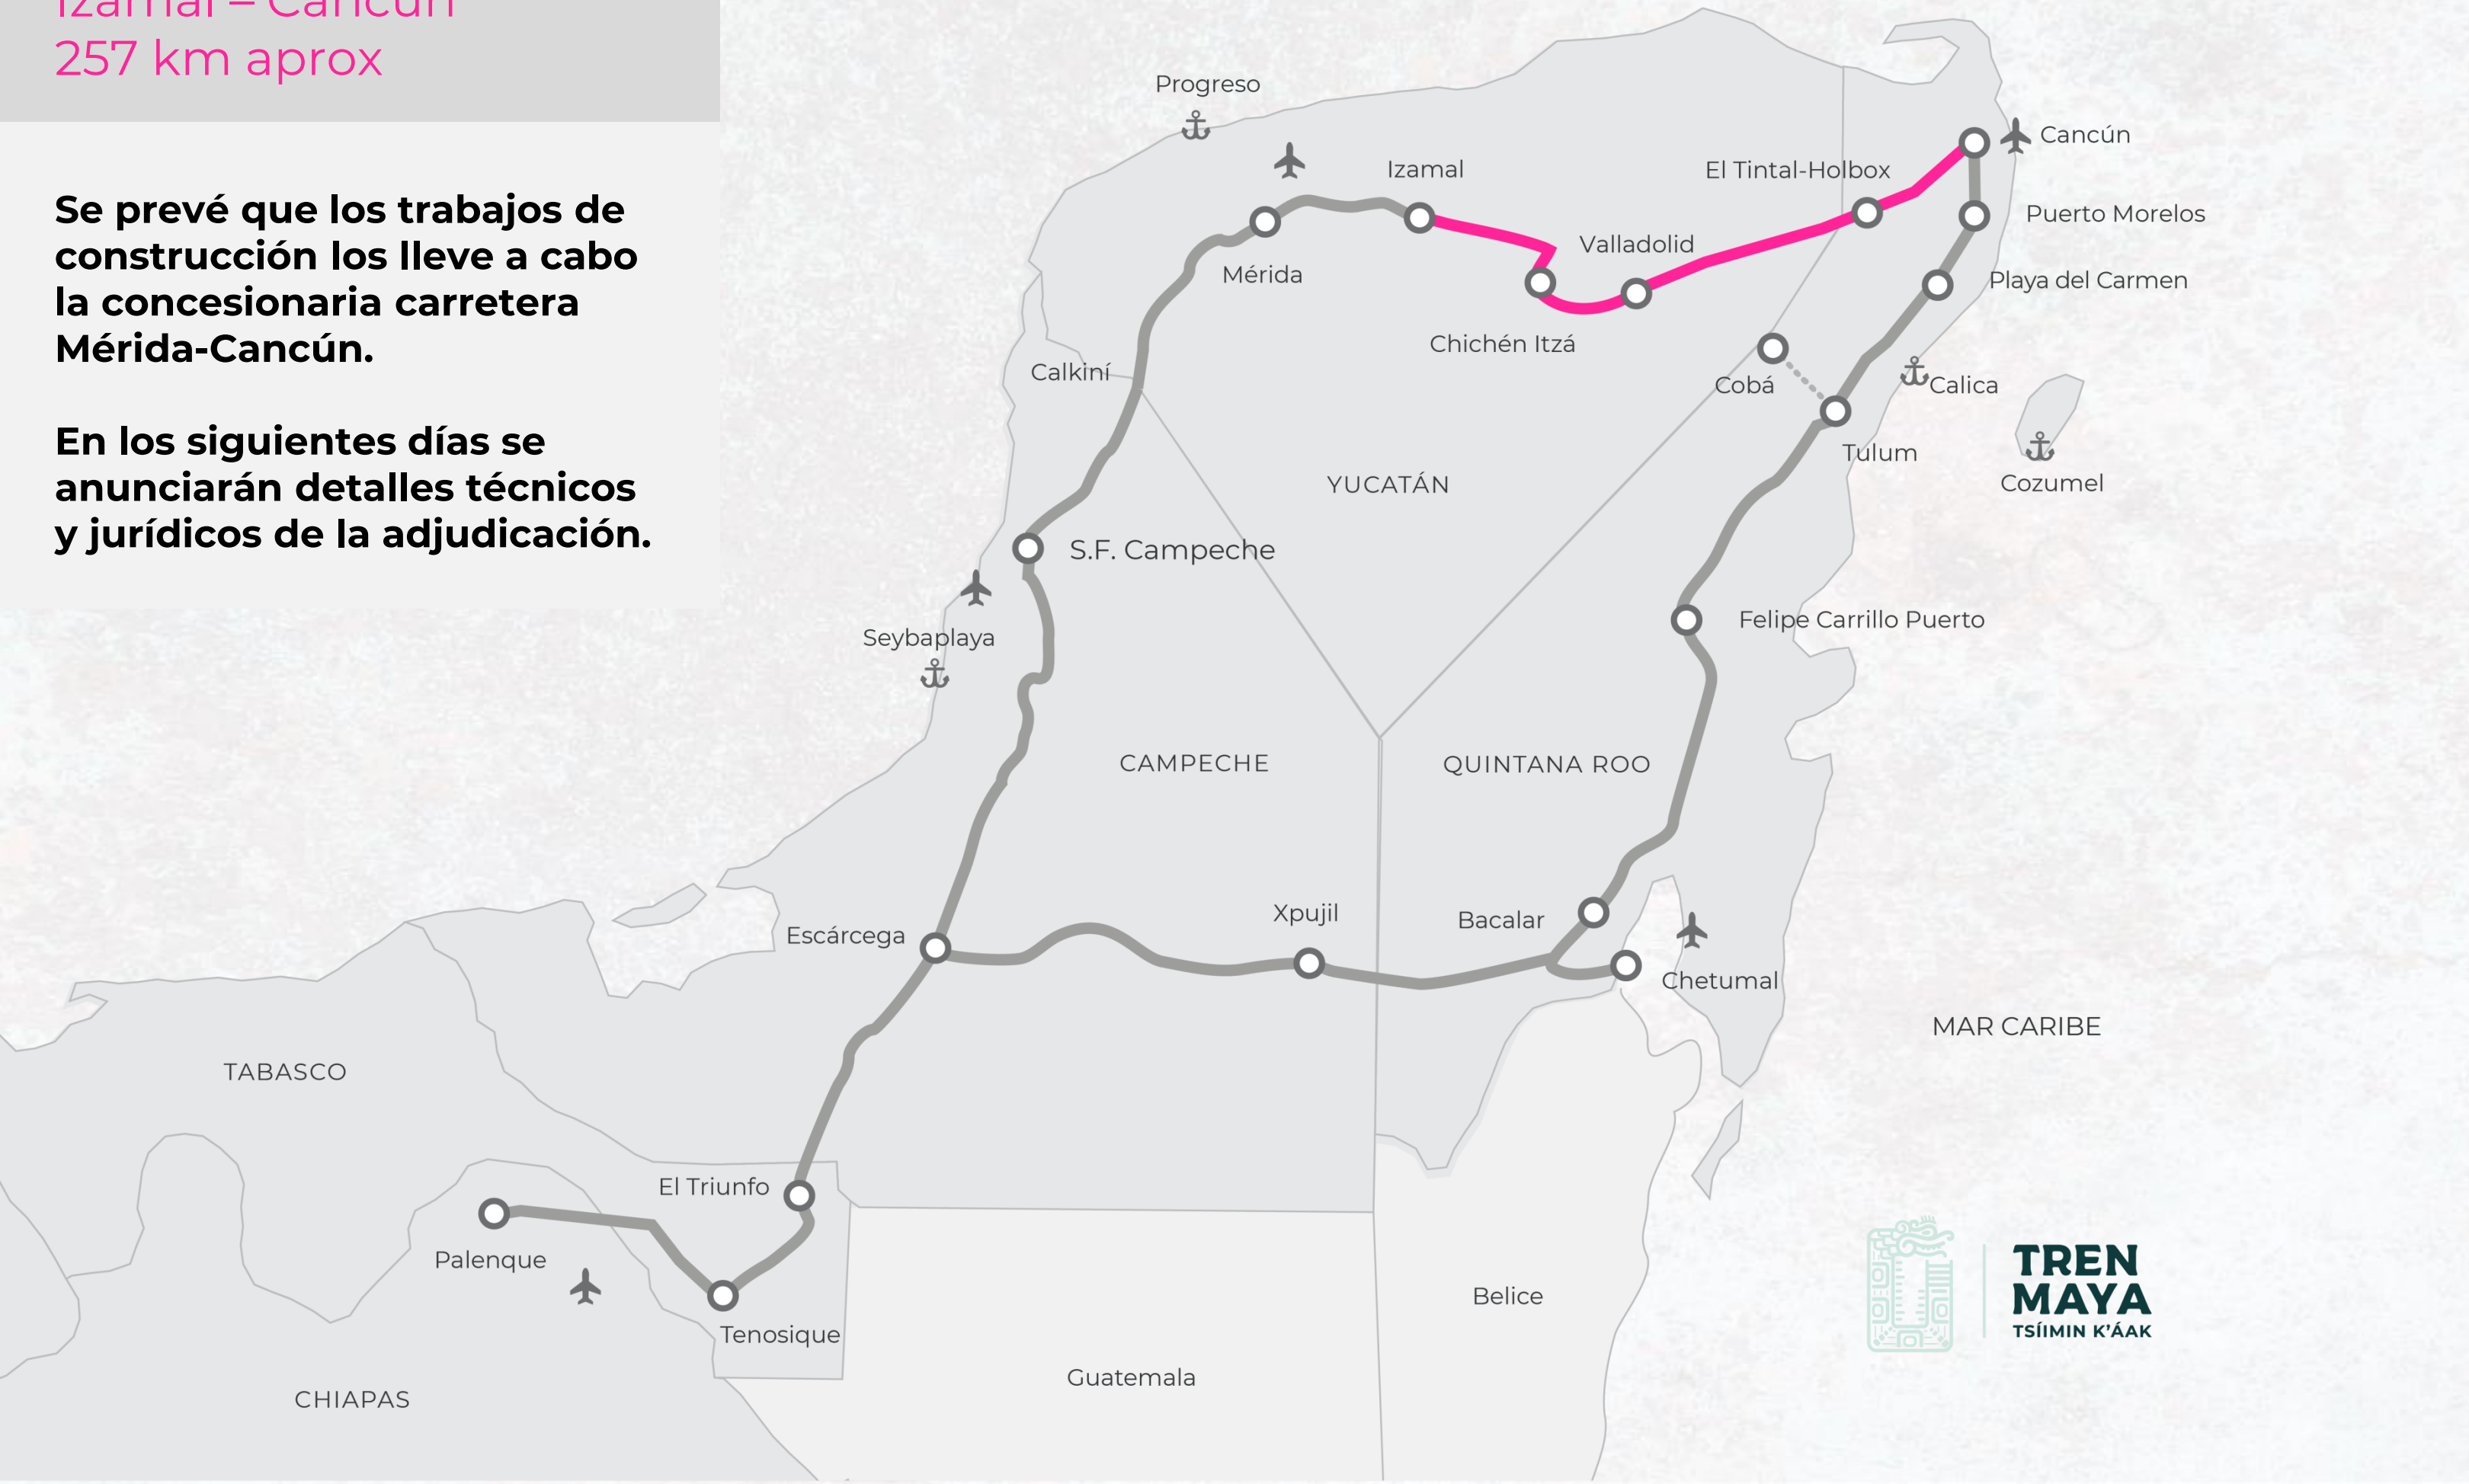 Izamal – Cancún
257 km aprox
Se prevé que los trabajos de
construcción los lleve a cabo
la concesionaria carretera
Mérida-Cancún.
En los siguientes días se
anunciarán detalles técnicos
y jurídicos de la adjudicación.
Progreso
Cancún
Izamal
El Tintal-Holbox
Puerto Morelos
Valladolid
Mérida
Playa del Carmen
Chichén Itzá
Calkiní
Cobá
Calica
Tulum
YUCATÁN
Cozumel
S.F. Campeche
Felipe Carrillo Puerto
Seybaplaya
CAMPECHE
QUINTANA ROO
Xpujil
Bacalar
Escárcega
Chetumal
MAR CARIBE
TABASCO
El Triunfo
Palenque
TREN
MAYA
TSÍIMIN K'ÁAK
Belice
Tenosique
Guatemala
CHIAPAS